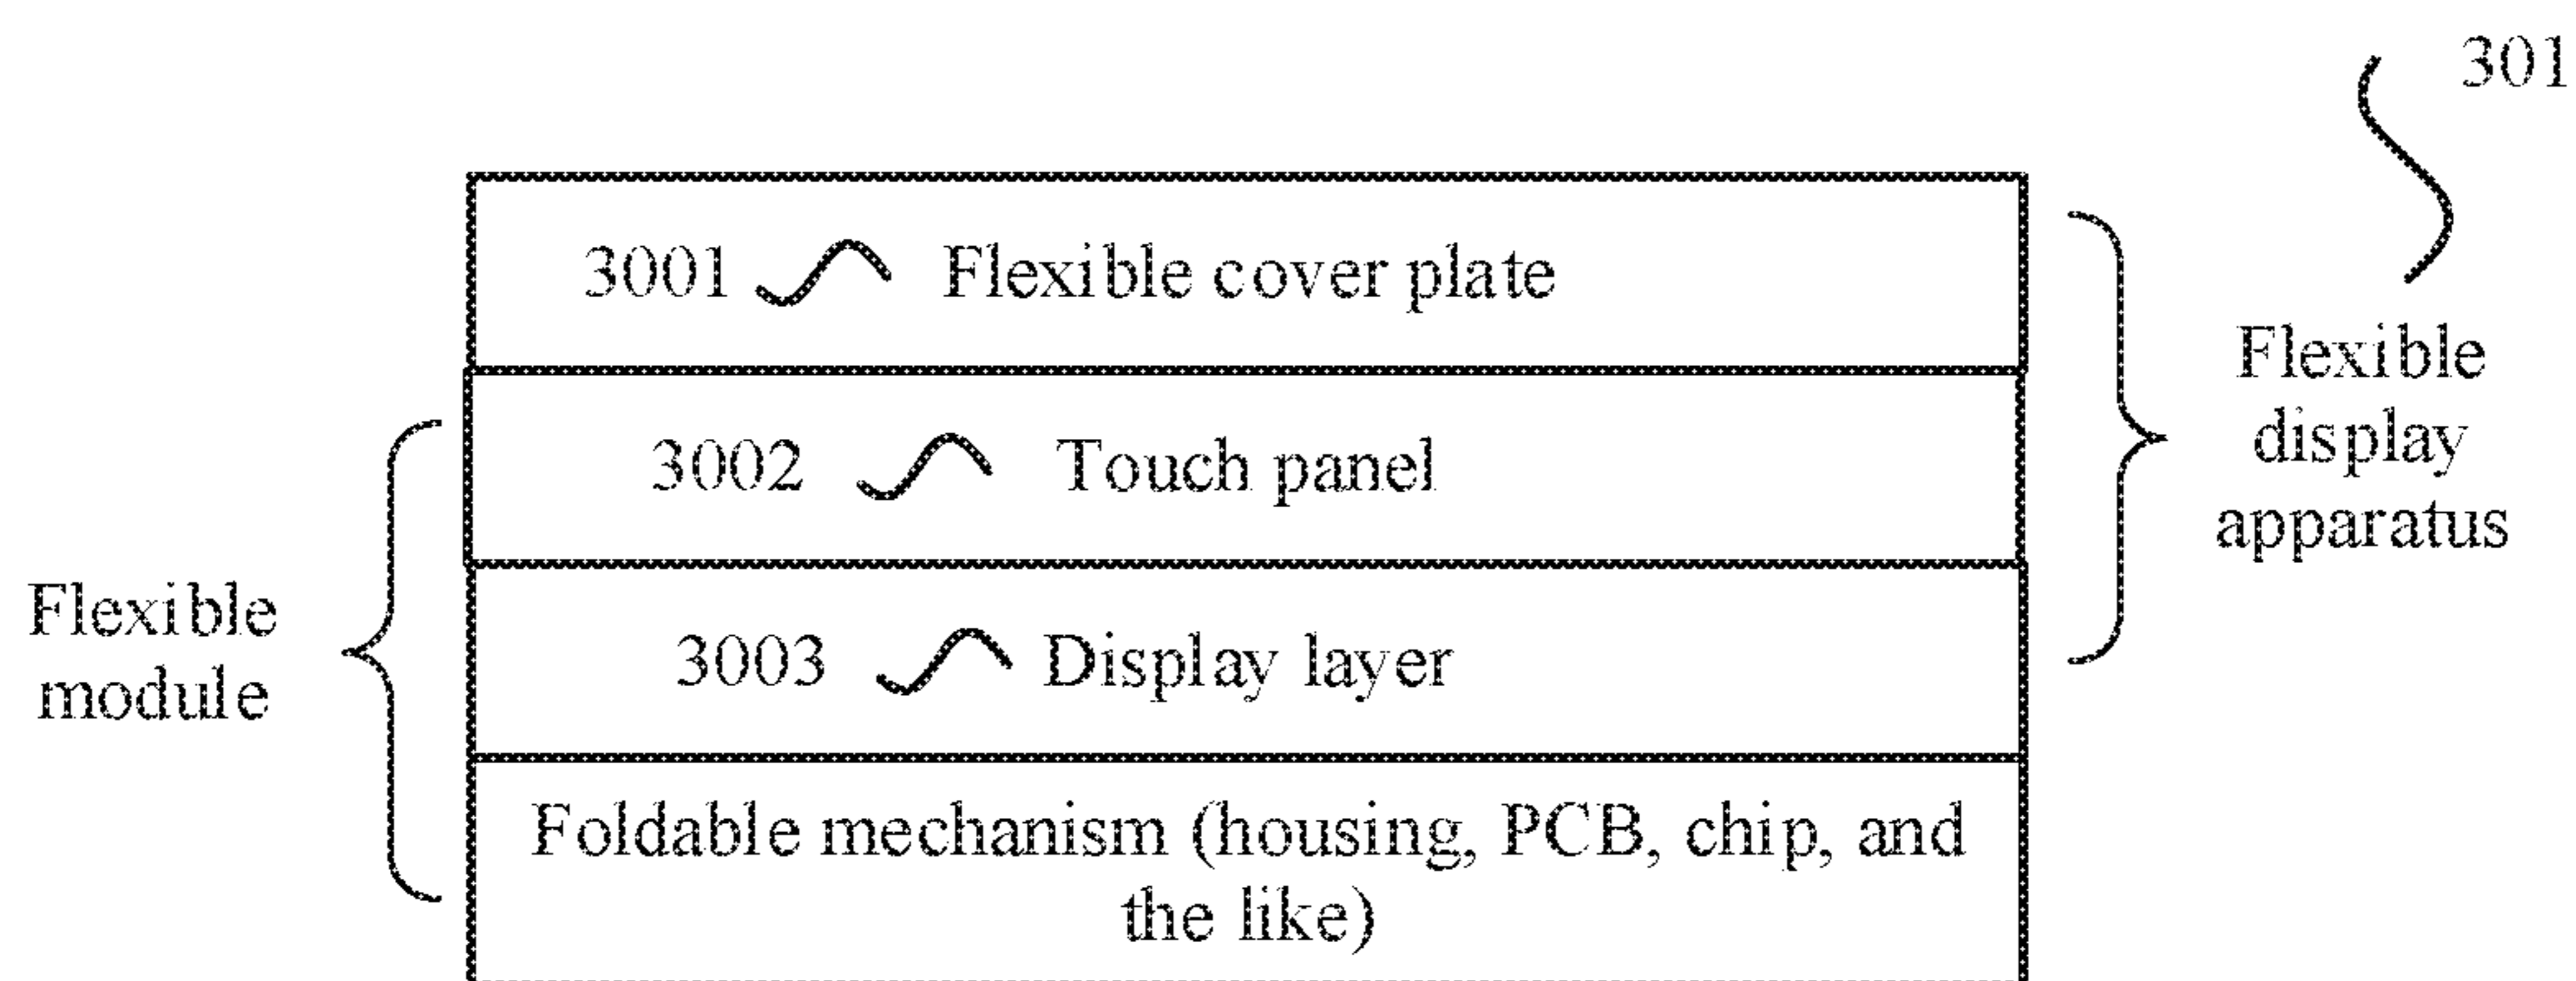 301
3001 Flexible cover plate
3002 Touch panel
3003 Display layer
Foldable mechanism (housing, PCB, chip, and
the like)
Flexible
module
Flexible
display
apparatus